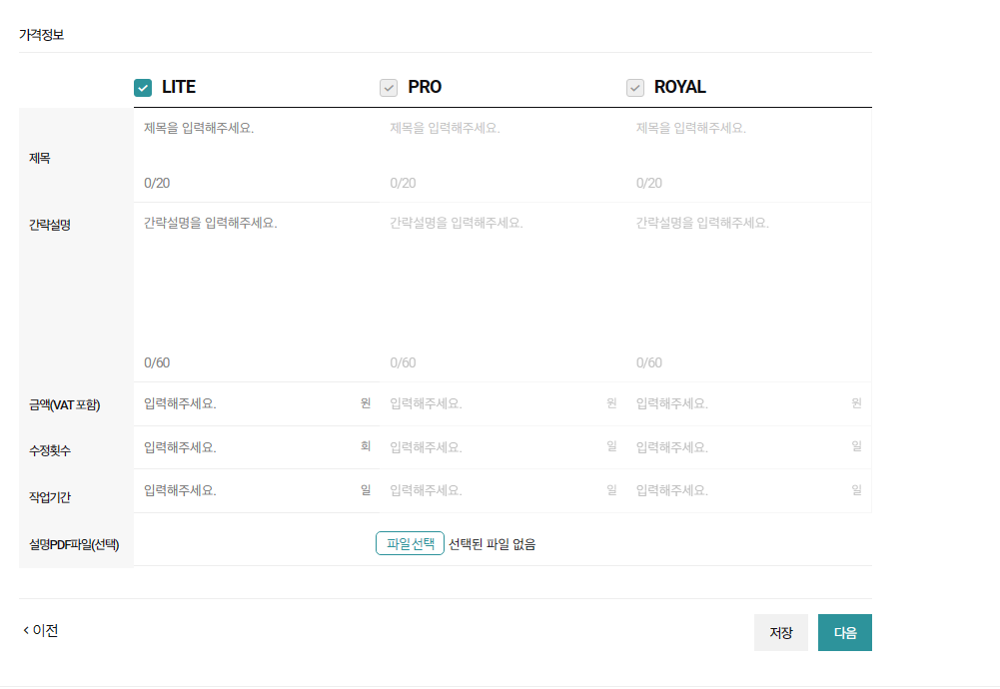 가격정보
LITE PRO ROYAL
제목을 입력해주세요. 제목을 입력해주세요. 제목을 입력해주세요.
제목
0/20 0/20 0/20
간략설명 간략설명을 입력해주세요. 간략설명을 입력해주세요. 간략설명을 입력해주세요.
0/60 0/60 0/60
금액(VAT 포함) 입력해주세요. 원 입력해주세요. 원 입력해주세요. 원
수정횟수 입력해주세요. 회 입력해주세요. 일 입력해주세요. 일
작업기간 입력해주세요. 일 입력해주세요. 일 입력해주세요. 일
설명PDF파일(선택) 파일 선택 선택된 파일 없음
< 이전 저장 다음